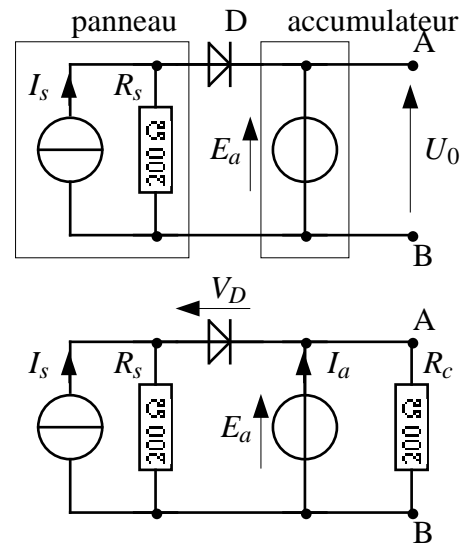 panneau D accumulateur
A
I_s R_s 200 Ω E_a U_0
B
V_D
A
I_s R_s 200 Ω E_a I_a R_c 200 Ω
B